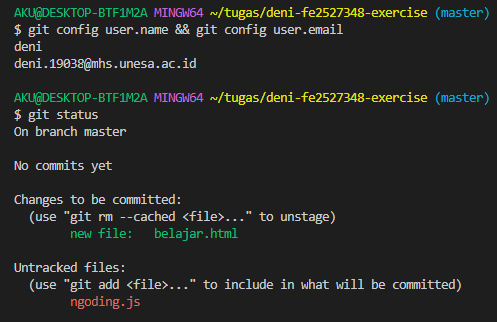 AKU@DESKTOP-BTF1M2A MINGW64 ~/tugas/deni-fe2527348-exercise (master)
$ git config user.name && git config user.email
deni
deni.19038@mhs.unesa.ac.id
AKU@DESKTOP-BTF1M2A MINGW64 ~/tugas/deni-fe2527348-exercise (master)
$ git status
On branch master
No commits yet
Changes to be committed:
(use "git rm --cached <file>..." to unstage)
new file:   belajar.html
Untracked files:
(use "git add <file>..." to include in what will be committed)
ngoding.js